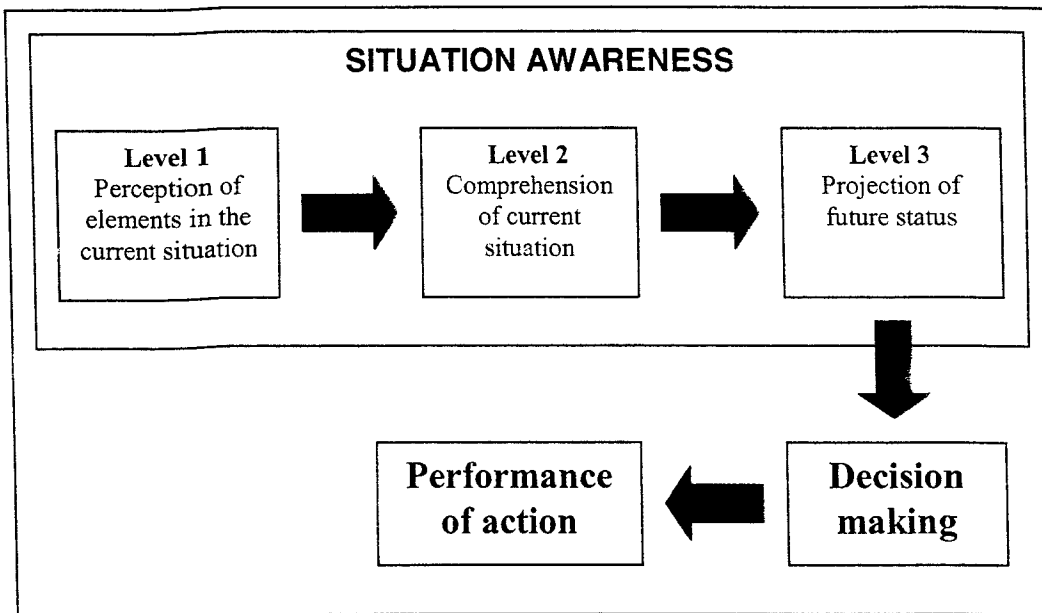 SITUATION AWARENESS
Level 1
Perception of
elements in the
current situation
Level 2
Comprehension
of current
situation
Level 3
Projection of
future status
Decision
making
Performance
of action